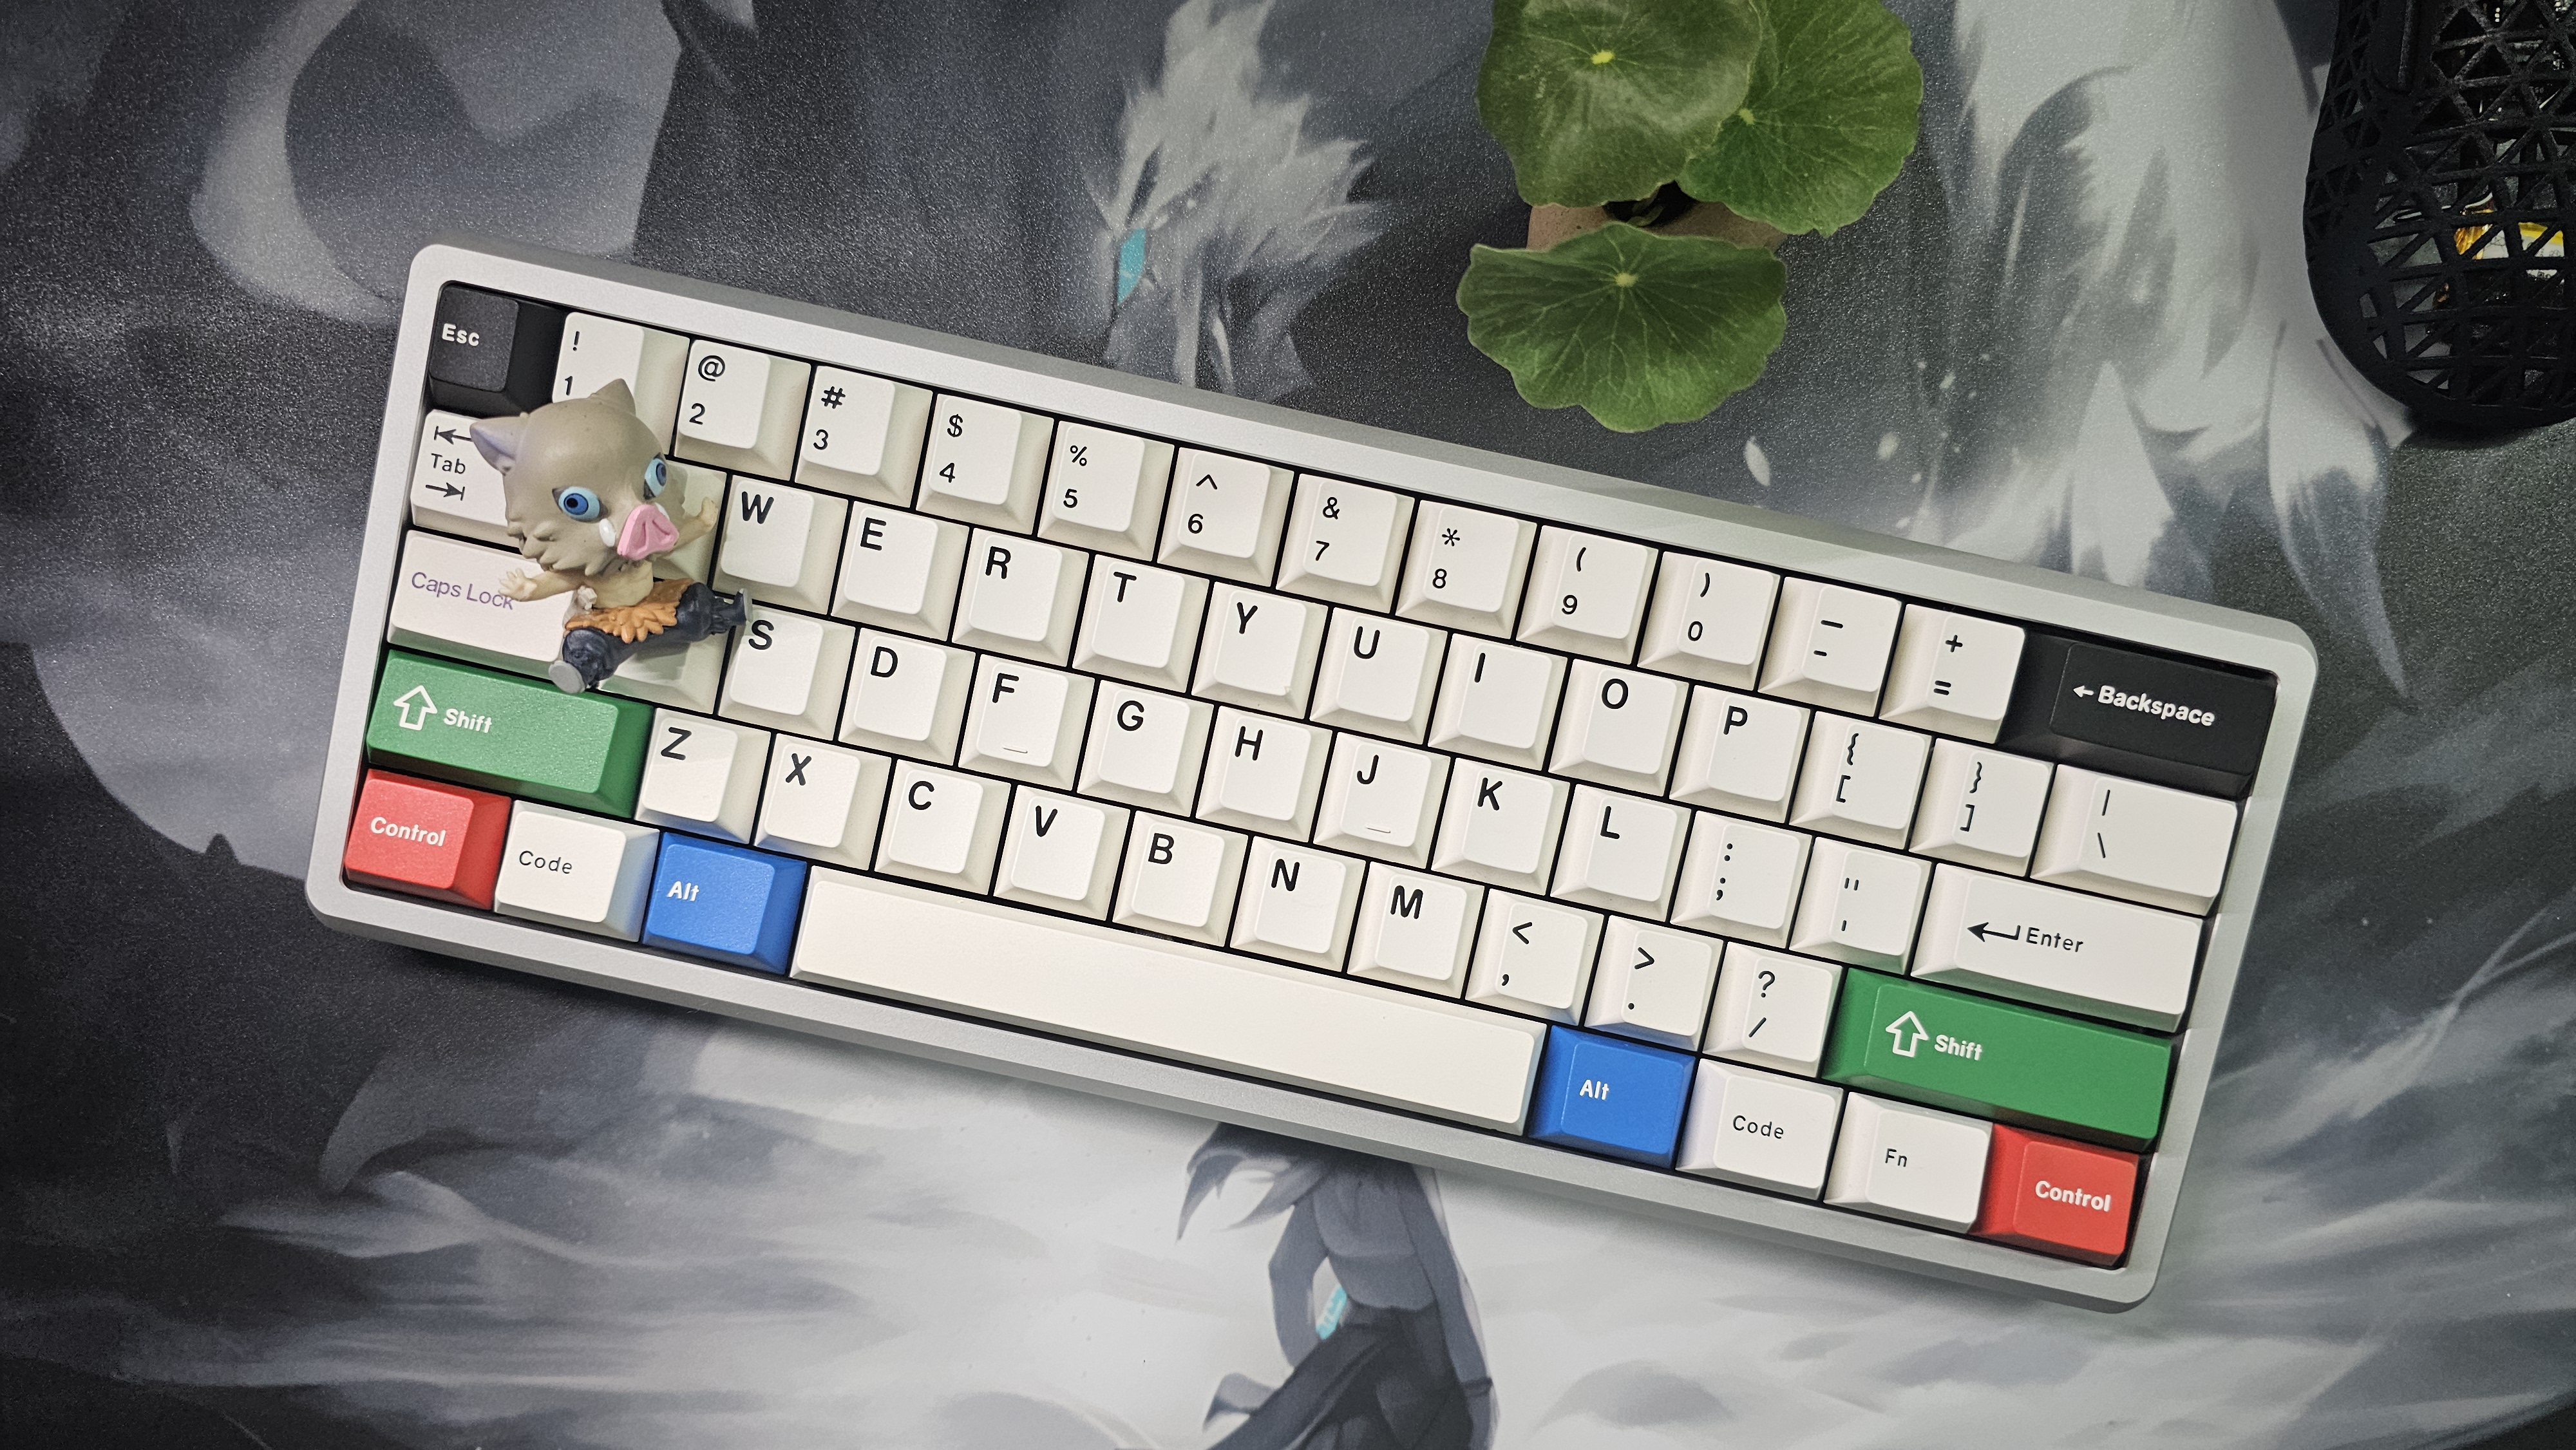 Esc ! 1 @ 2 # 3 $ 4 % 5 ^ 6 & 7 * 8 ( 9 ) 0 _ - + = ← Backspace
Tab W E R T Y U I O P { [ } ] | \
Caps Lock S D F G H J K L : ; " ' Enter
Shift Z X C V B N M < , > . ? / Shift
Control Code Alt Alt Code Fn Control